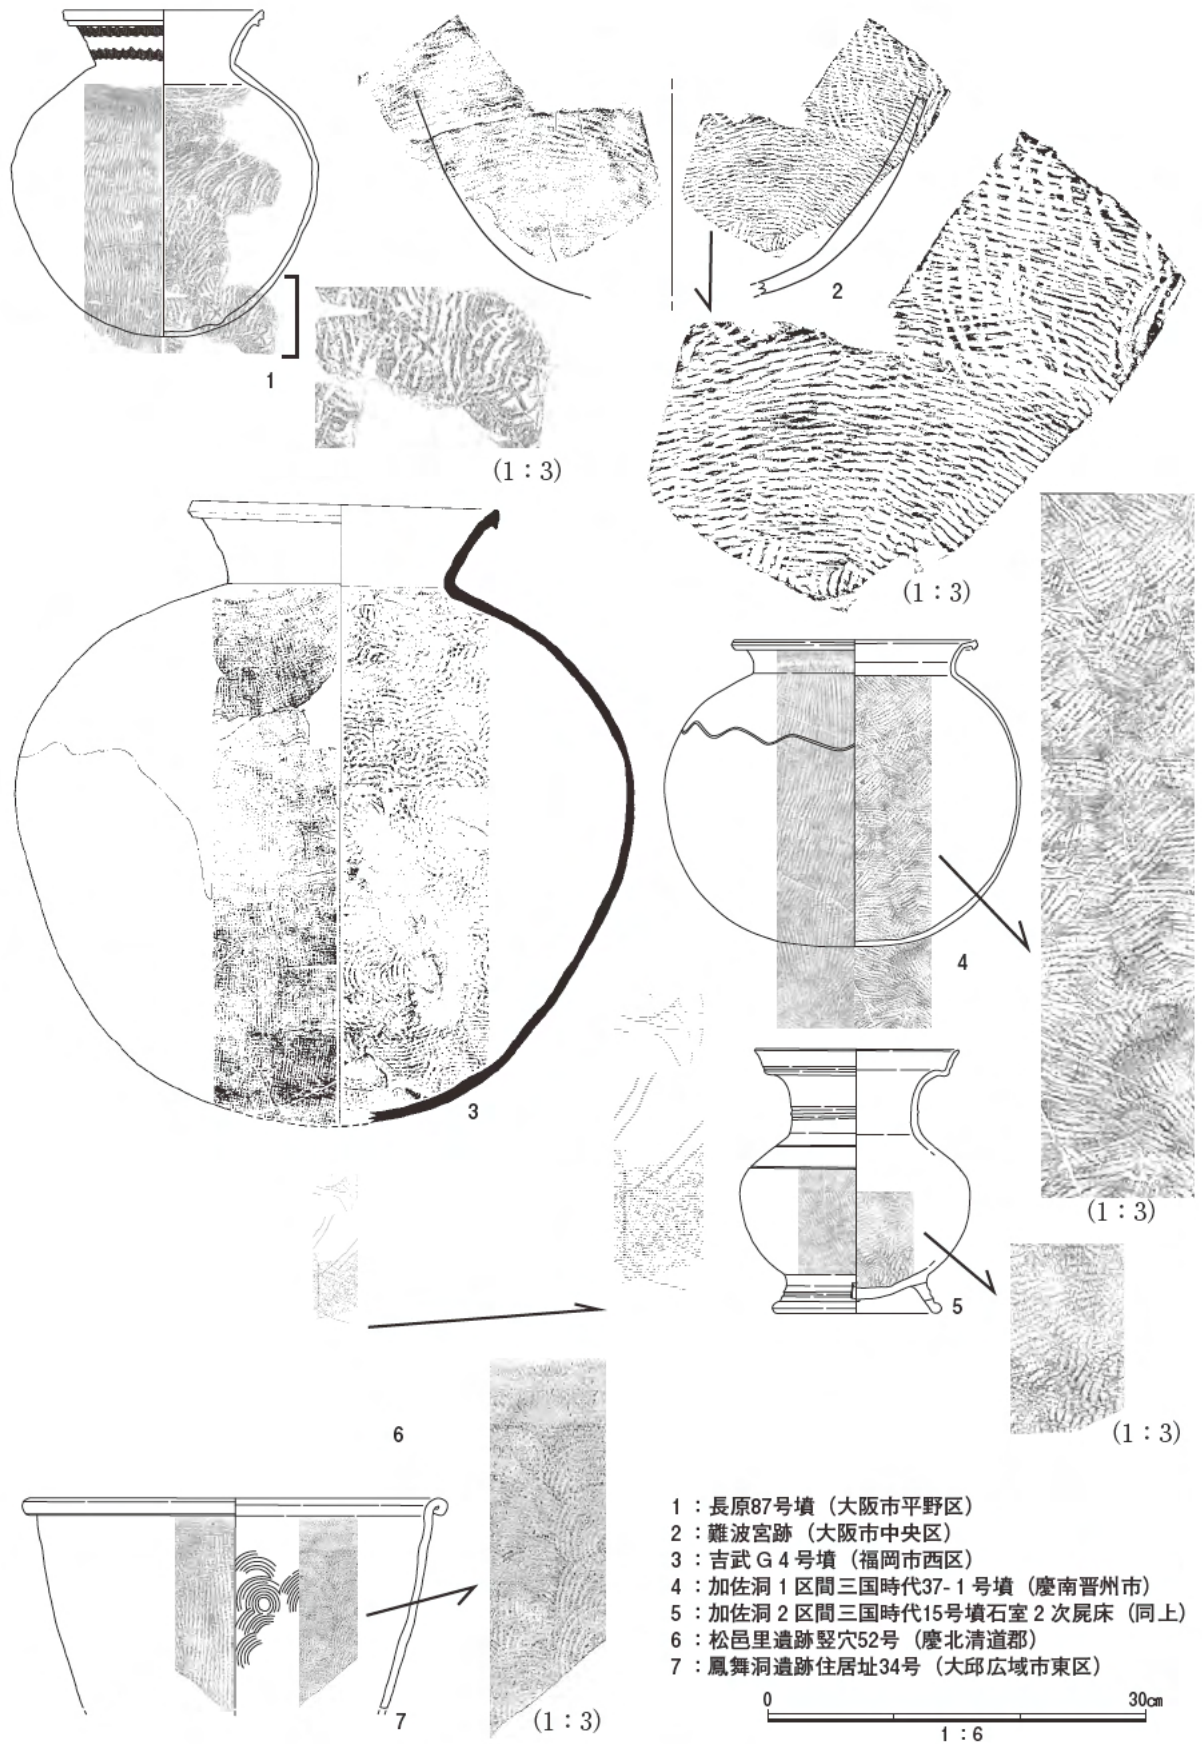 1
(1：3)
2
(1：3)
3
4
(1：3)
5
(1：3)
6
7
(1：3)
1：長原87号墳（大阪市平野区）
2：難波宮跡（大阪市中央区）
3：吉武G4号墳（福岡市西区）
4：加佐洞1区間三国時代37-1号墳（慶南晋州市）
5：加佐洞2区間三国時代15号墳石室2次屍床（同上）
6：松邑里遺跡竪穴52号（慶北清道郡）
7：鳳舞洞遺跡住居址34号（大邱広域市東区）
0 30cm
1：6